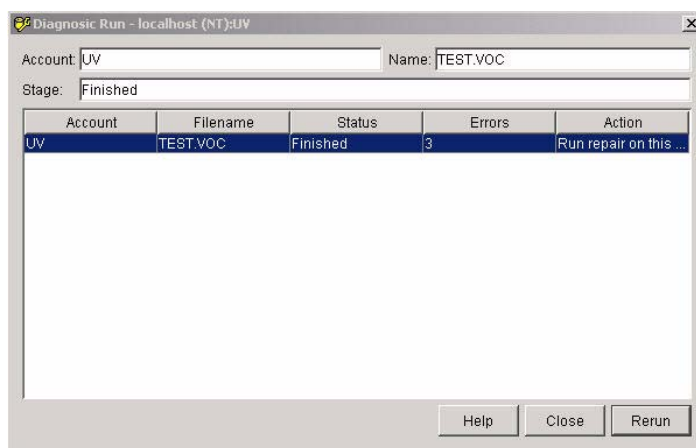 Diagnosic Run - localhost (NT):UV
Account: UV Name: TEST.VOC
Stage: Finished
Account Filename Status Errors Action
UV TEST.VOC Finished 3 Run repair on this ...
Help Close Rerun